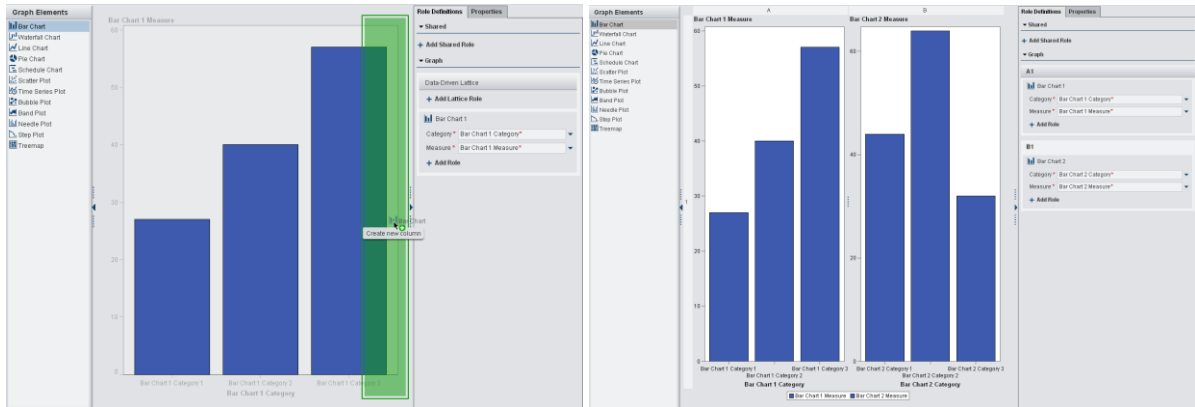 Graph Elements
Bar Chart
Waterfall Chart
Line Chart
Pie Chart
Schedule Chart
Scatter Plot
Time Series Plot
Bubble Plot
Band Plot
Needle Plot
Step Plot
Treemap
Bar Chart 1 Measure
60
50
40
30
20
10
0
Bar Chart 1 Category 1
Bar Chart 1 Category 2
Bar Chart 1 Category 3
Bar Chart 1 Category
Bar Chart
Create new column
Role Definitions Properties
Shared
+ Add Shared Role
Graph
Data-Driven Lattice
+ Add Lattice Role
Bar Chart 1
Category * Bar Chart 1 Category*
Measure * Bar Chart 1 Measure*
+ Add Role
Graph Elements
Bar Chart
Waterfall Chart
Line Chart
Pie Chart
Schedule Chart
Scatter Plot
Time Series Plot
Bubble Plot
Band Plot
Needle Plot
Step Plot
Treemap
A
B
Bar Chart 1 Measure
Bar Chart 2 Measure
1
60
50
40
30
20
10
0
60
40
20
0
Bar Chart 1 Category 1
Bar Chart 1 Category 2
Bar Chart 1 Category 3
Bar Chart 1 Category
Bar Chart 2 Category 1
Bar Chart 2 Category 2
Bar Chart 2 Category 3
Bar Chart 2 Category
Bar Chart 1 Measure Bar Chart 2 Measure
Role Definitions Properties
Shared
+ Add Shared Role
Graph
A1
Bar Chart 1
Category * Bar Chart 1 Category*
Measure * Bar Chart 1 Measure*
+ Add Role
B1
Bar Chart 2
Category * Bar Chart 2 Category*
Measure * Bar Chart 2 Measure*
+ Add Role